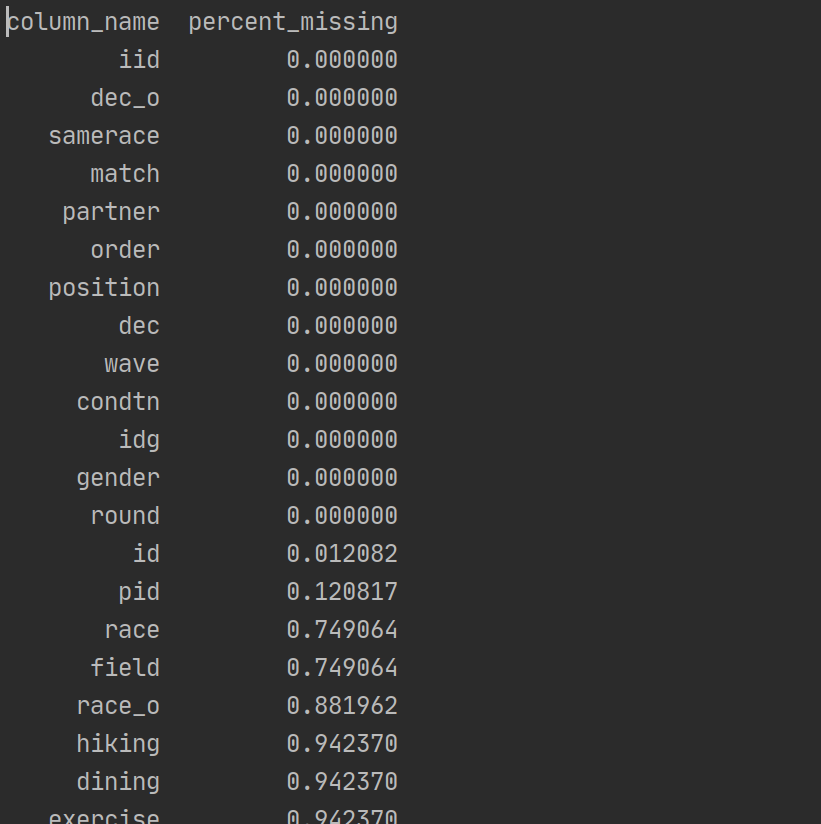 column_name percent_missing
iid 0.000000
dec_o 0.000000
samerace 0.000000
match 0.000000
partner 0.000000
order 0.000000
position 0.000000
dec 0.000000
wave 0.000000
condtn 0.000000
idg 0.000000
gender 0.000000
round 0.000000
id 0.012082
pid 0.120817
race 0.749064
field 0.749064
race_o 0.881962
hiking 0.942370
dining 0.942370
exercise 0.942370